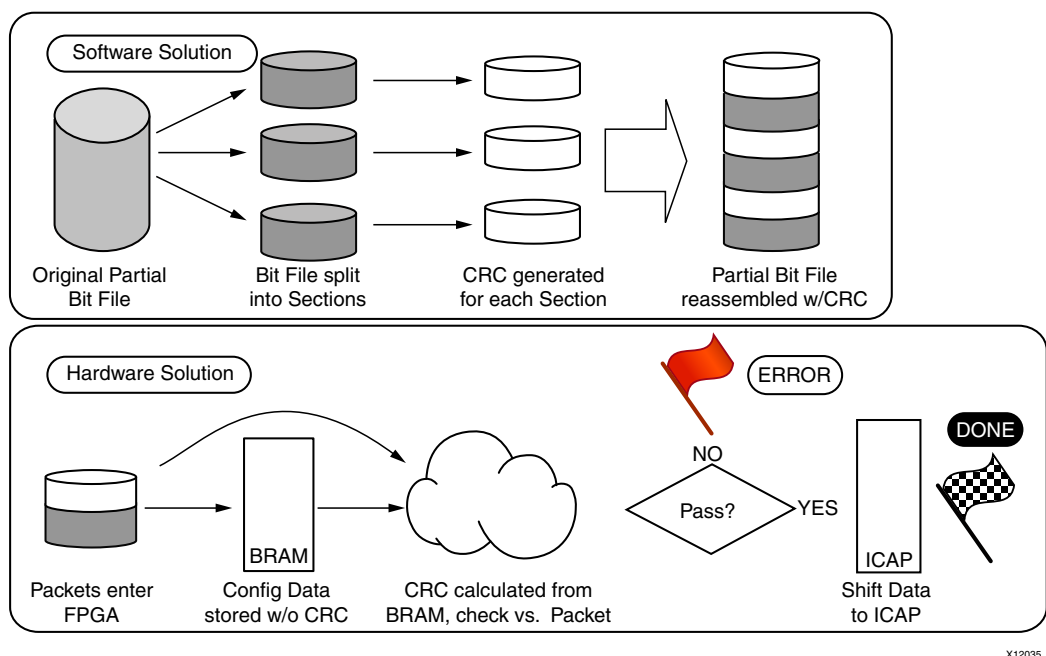 Software Solution
Original Partial
Bit File
Bit File split
into Sections
CRC generated
for each Section
Partial Bit File
reassembled w/CRC
Hardware Solution
ERROR
DONE
NO
Pass?
YES
BRAM
ICAP
Packets enter
FPGA
Config Data
stored w/o CRC
CRC calculated from
BRAM, check vs. Packet
Shift Data
to ICAP
X12035